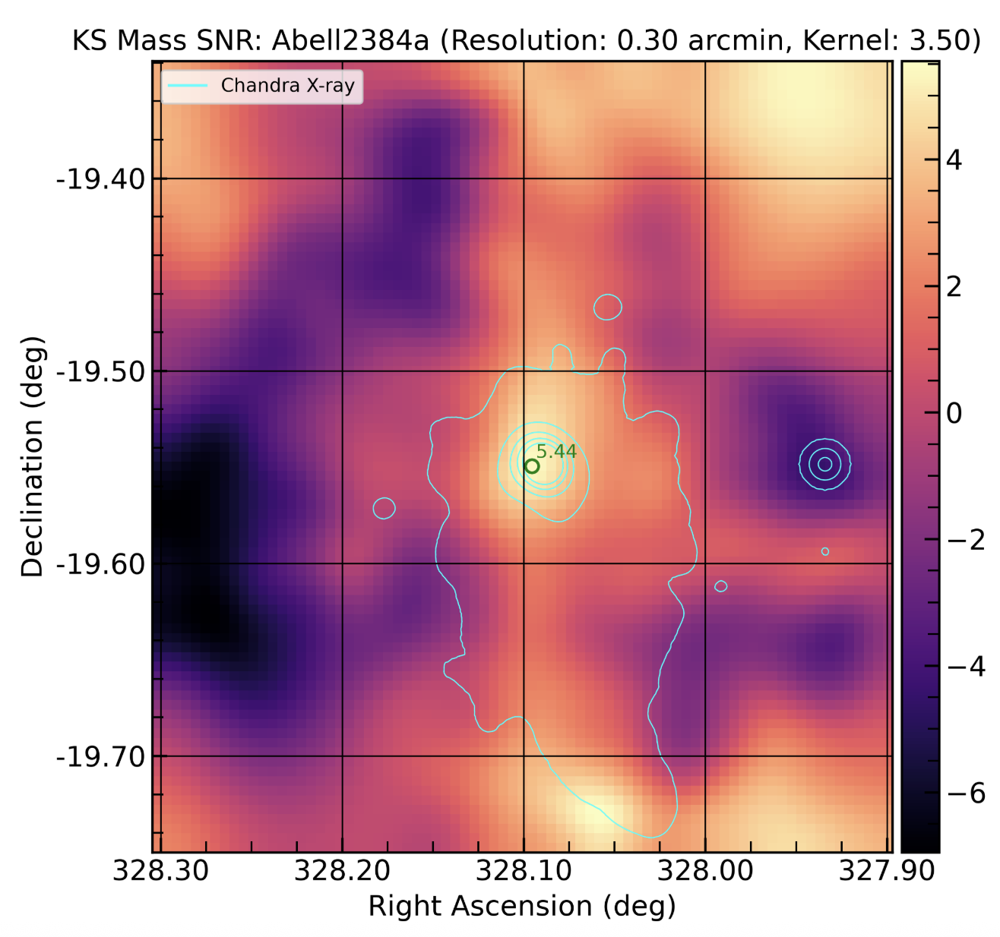 KS Mass SNR: Abell2384a (Resolution: 0.30 arcmin, Kernel: 3.50)
Chandra X-ray
-19.40
-19.50
-19.60
-19.70
Declination (deg)
5.44
4
2
0
−2
−4
−6
328.30 328.20 328.10 328.00 327.90
Right Ascension (deg)